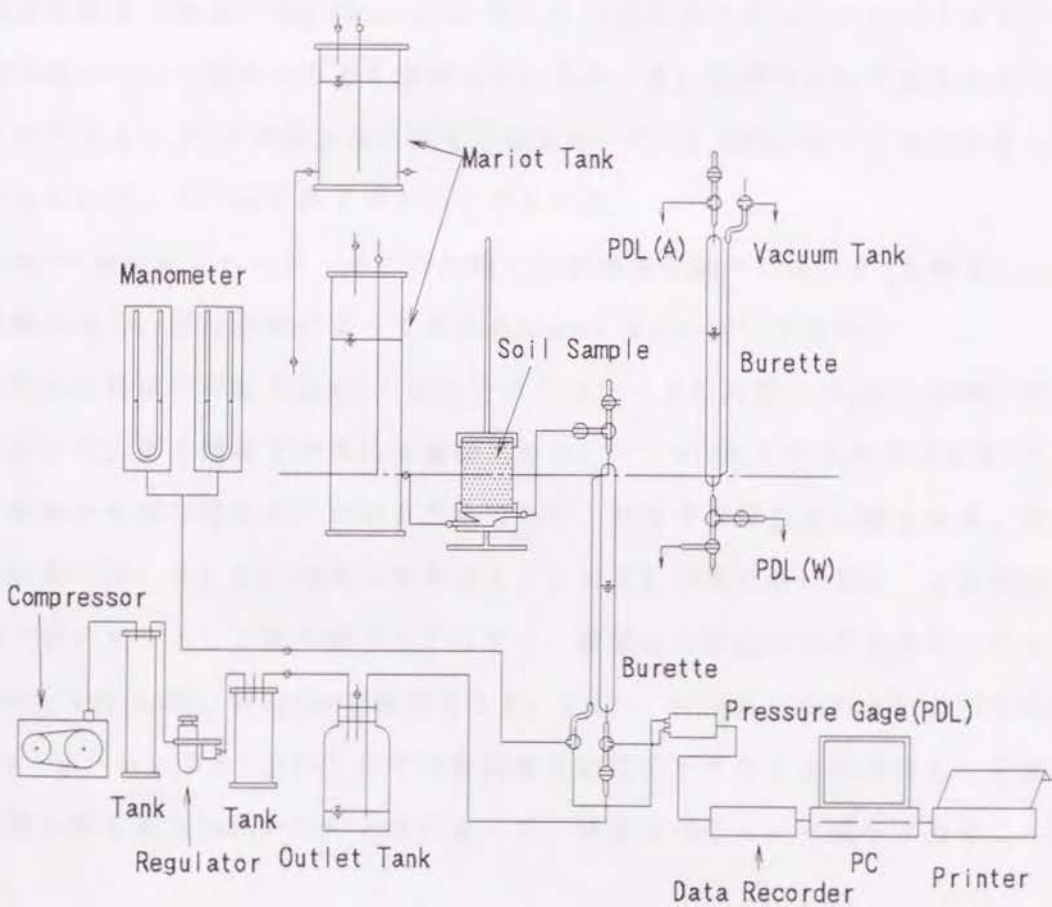 Mariot Tank
PDL(A)
Vacuum Tank
Manometer
Soil Sample
Burette
PDL(W)
Compressor
Burette
Pressure Gage(PDL)
Tank
Tank
Regulator
Outlet Tank
PC
Printer
Data Recorder